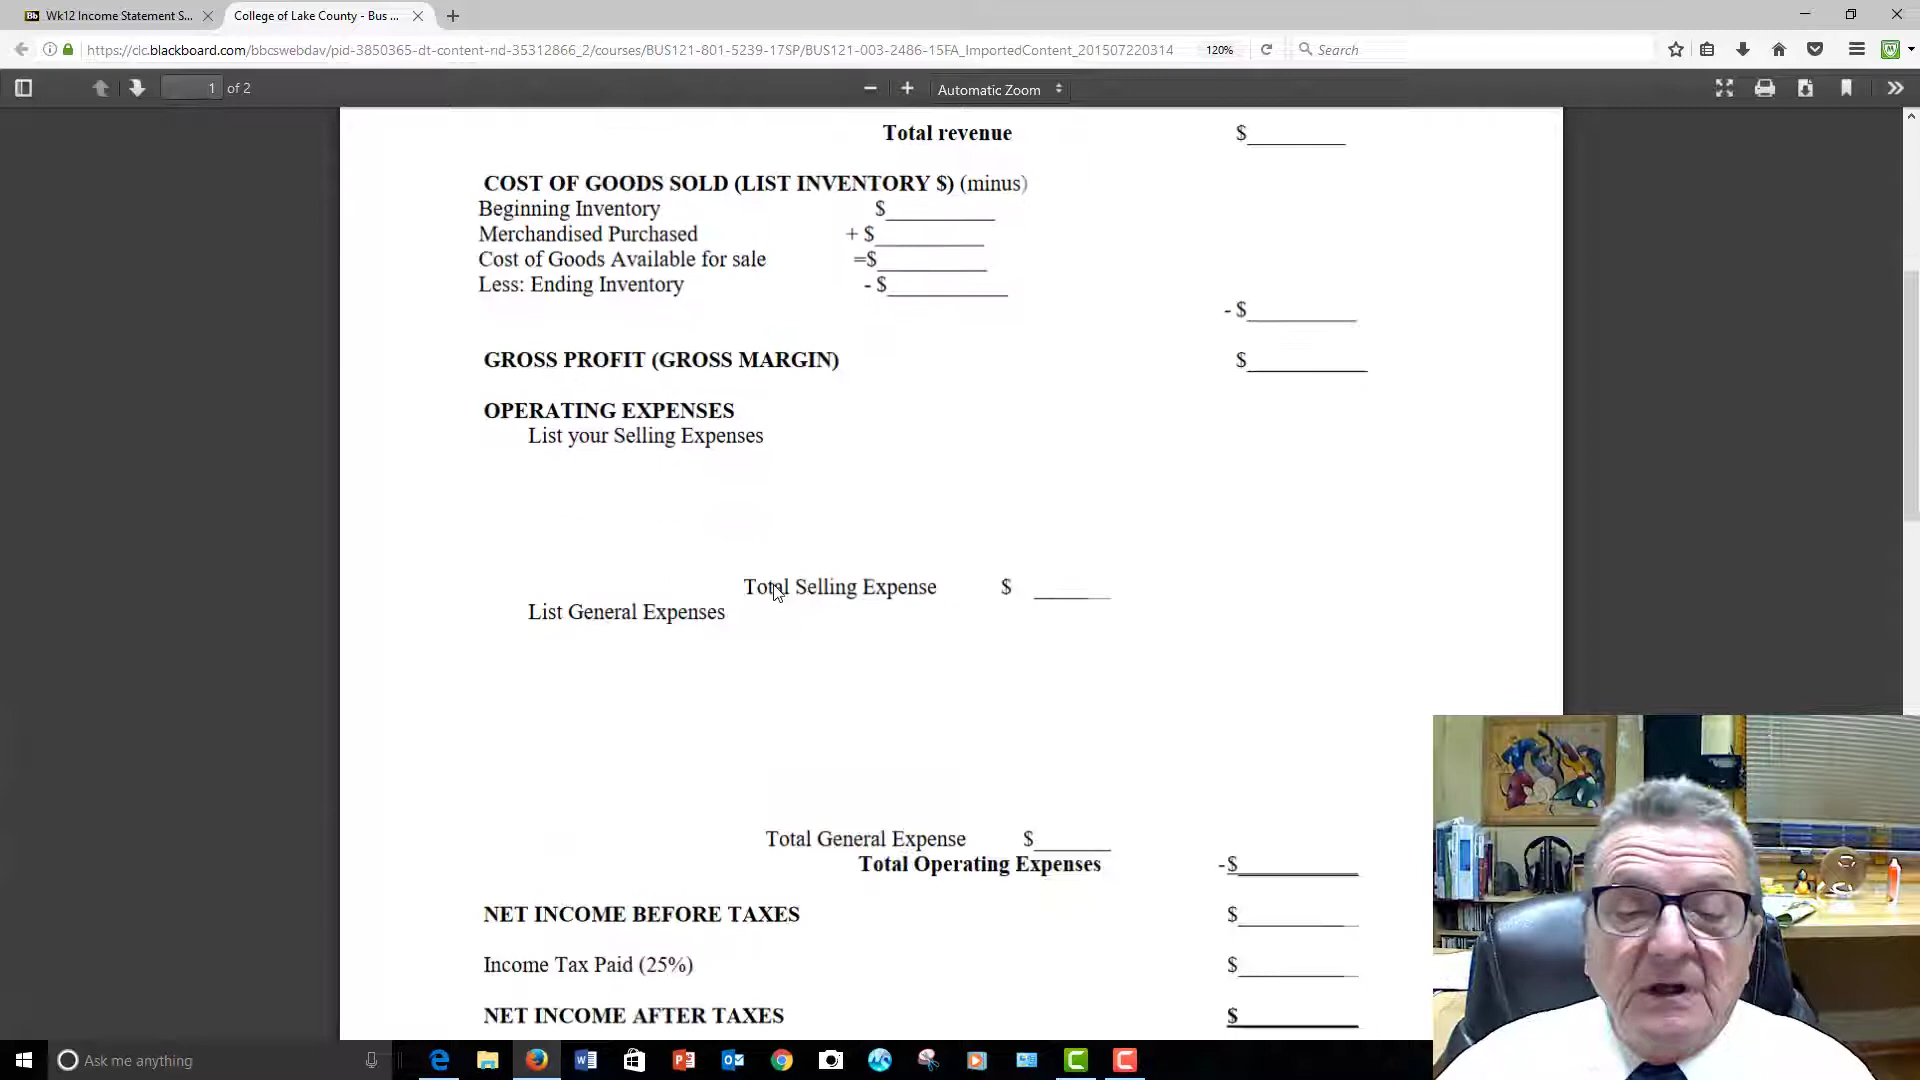 Wk12 Income Statement S...
College of Lake County - Bus ...
https://clc.blackboard.com/bbcswebdav/pid-3850365-dt-content-rid-35312866_2/courses/BUS121-801-5239-17SP/BUS121-003-2486-15FA_ImportedContent_201507220314
120%
Search
1 of 2
Automatic Zoom
Total revenue $
COST OF GOODS SOLD (LIST INVENTORY $) (minus)
Beginning Inventory $
Merchandised Purchased + $
Cost of Goods Available for sale =$
Less: Ending Inventory - $
- $
GROSS PROFIT (GROSS MARGIN) $
OPERATING EXPENSES
List your Selling Expenses
Total Selling Expense $
List General Expenses
Total General Expense $
Total Operating Expenses -$
NET INCOME BEFORE TAXES $
Income Tax Paid (25%) $
NET INCOME AFTER TAXES $
Ask me anything